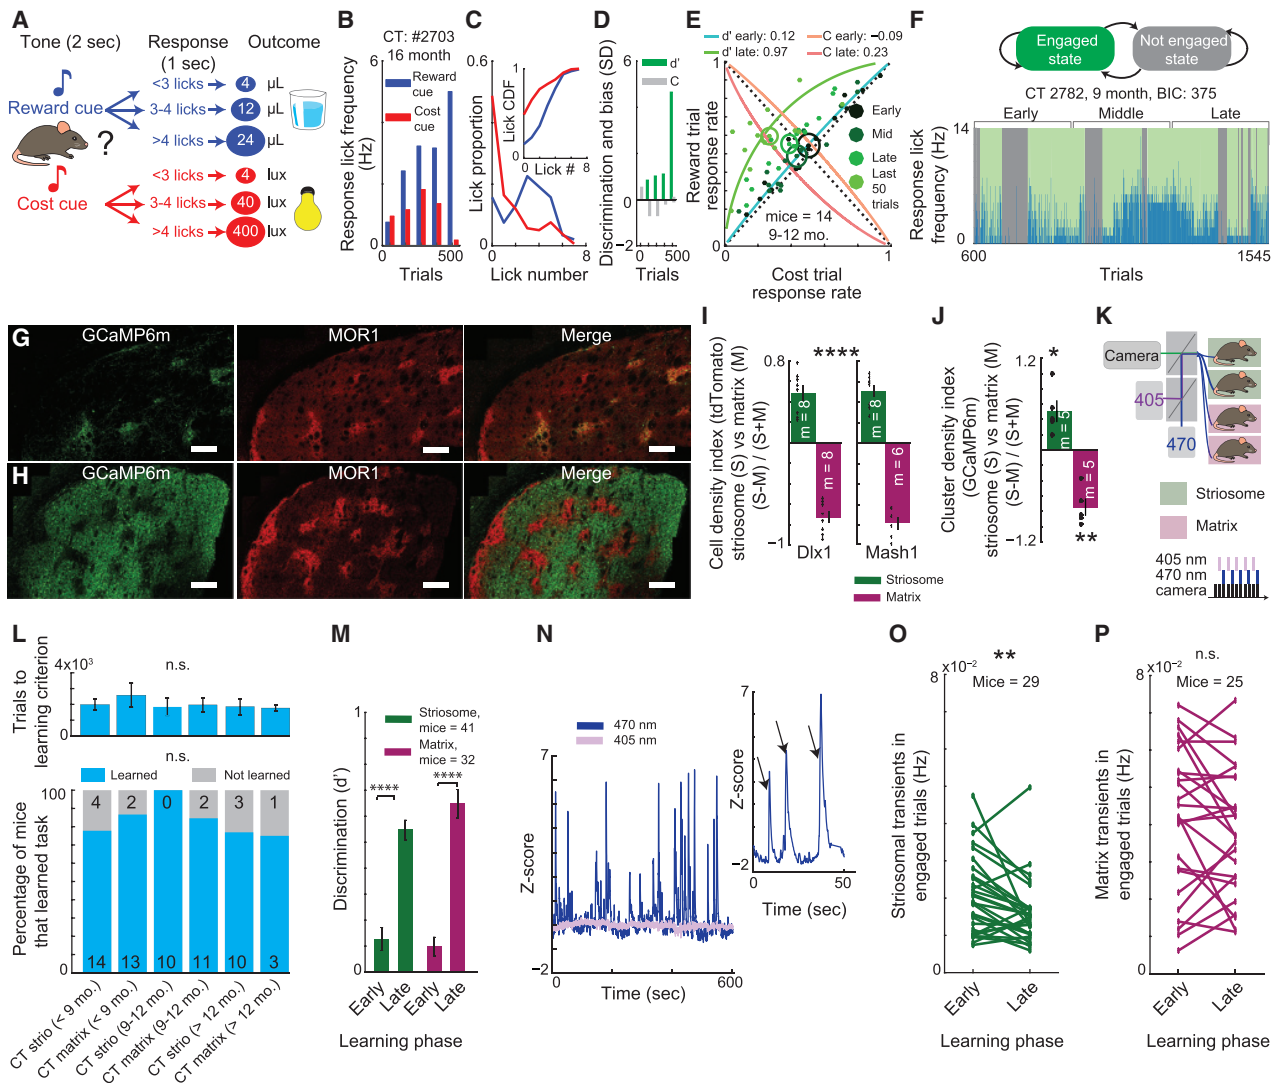 A
Tone (2 sec)
Response
(1 sec)
Outcome
Reward cue
<3 licks
4
µL
3-4 licks
12
µL
>4 licks
24
µL
?
Cost cue
<3 licks
4
lux
3-4 licks
40
lux
>4 licks
400
lux
B
CT: #2703
16 month
Response lick frequency
(Hz)
6
0
Reward
cue
Cost
cue
500
Trials
C
Lick proportion
0.6
0
Lick CDF
1
0
0
8
Lick #
0
8
Lick number
D
Discrimination and bias (SD)
6
0
−2
d'
C
0
500
Trials
E
d' early: 0.12
C early: −0.09
d' late: 0.97
C late: 0.23
Reward trial
response rate
1
0
Early
Mid
Late
Last
50
trials
mice = 14
9-12 mo.
0
1
Cost trial
response rate
F
Engaged
state
Not engaged
state
CT 2782, 9 month, BIC: 375
Early
Middle
Late
Response lick
frequency (Hz)
14
0
600
1545
Trials
G
GCaMP6m
MOR1
Merge
H
GCaMP6m
MOR1
Merge
I
Cell density index (tdTomato)
striosome (S) vs matrix (M)
(S–M) / (S+M)
0.8
−1
****
m = 8
m = 8
m = 8
m = 6
Dlx1
Mash1
Striosome
Matrix
J
Cluster density index
(GCaMP6m)
striosome (S) vs matrix (M)
(S–M) / (S+M)
1.2
−1.2
*
m = 5
m = 5
**
K
Camera
405
470
Striosome
Matrix
405 nm
470 nm
camera
L
Trials to
learning criterion
4x10³
0
n.s.
n.s.
Learned
Not learned
Percentage of mice
that learned task
100
0
4
2
0
2
3
1
14
13
10
11
10
3
CT strio (< 9 mo.)
CT matrix (< 9 mo.)
CT strio (9-12 mo.)
CT matrix (9-12 mo.)
CT strio (> 12 mo.)
CT matrix (> 12 mo.)
M
Discrimination (d')
1
0
Striosome,
mice = 41
Matrix,
mice = 32
****
****
Early
Late
Early
Late
Learning phase
N
470 nm
405 nm
Z-score
7
−2
0
600
Time (sec)
Z-score
7
−2
0
50
Time (sec)
O
**
Mice = 29
8x10⁻²
0
Striosomal transients in
engaged trials (Hz)
Early
Late
Learning phase
P
n.s.
Mice = 25
8x10⁻²
0
Matrix transients in
engaged trials (Hz)
Early
Late
Learning phase